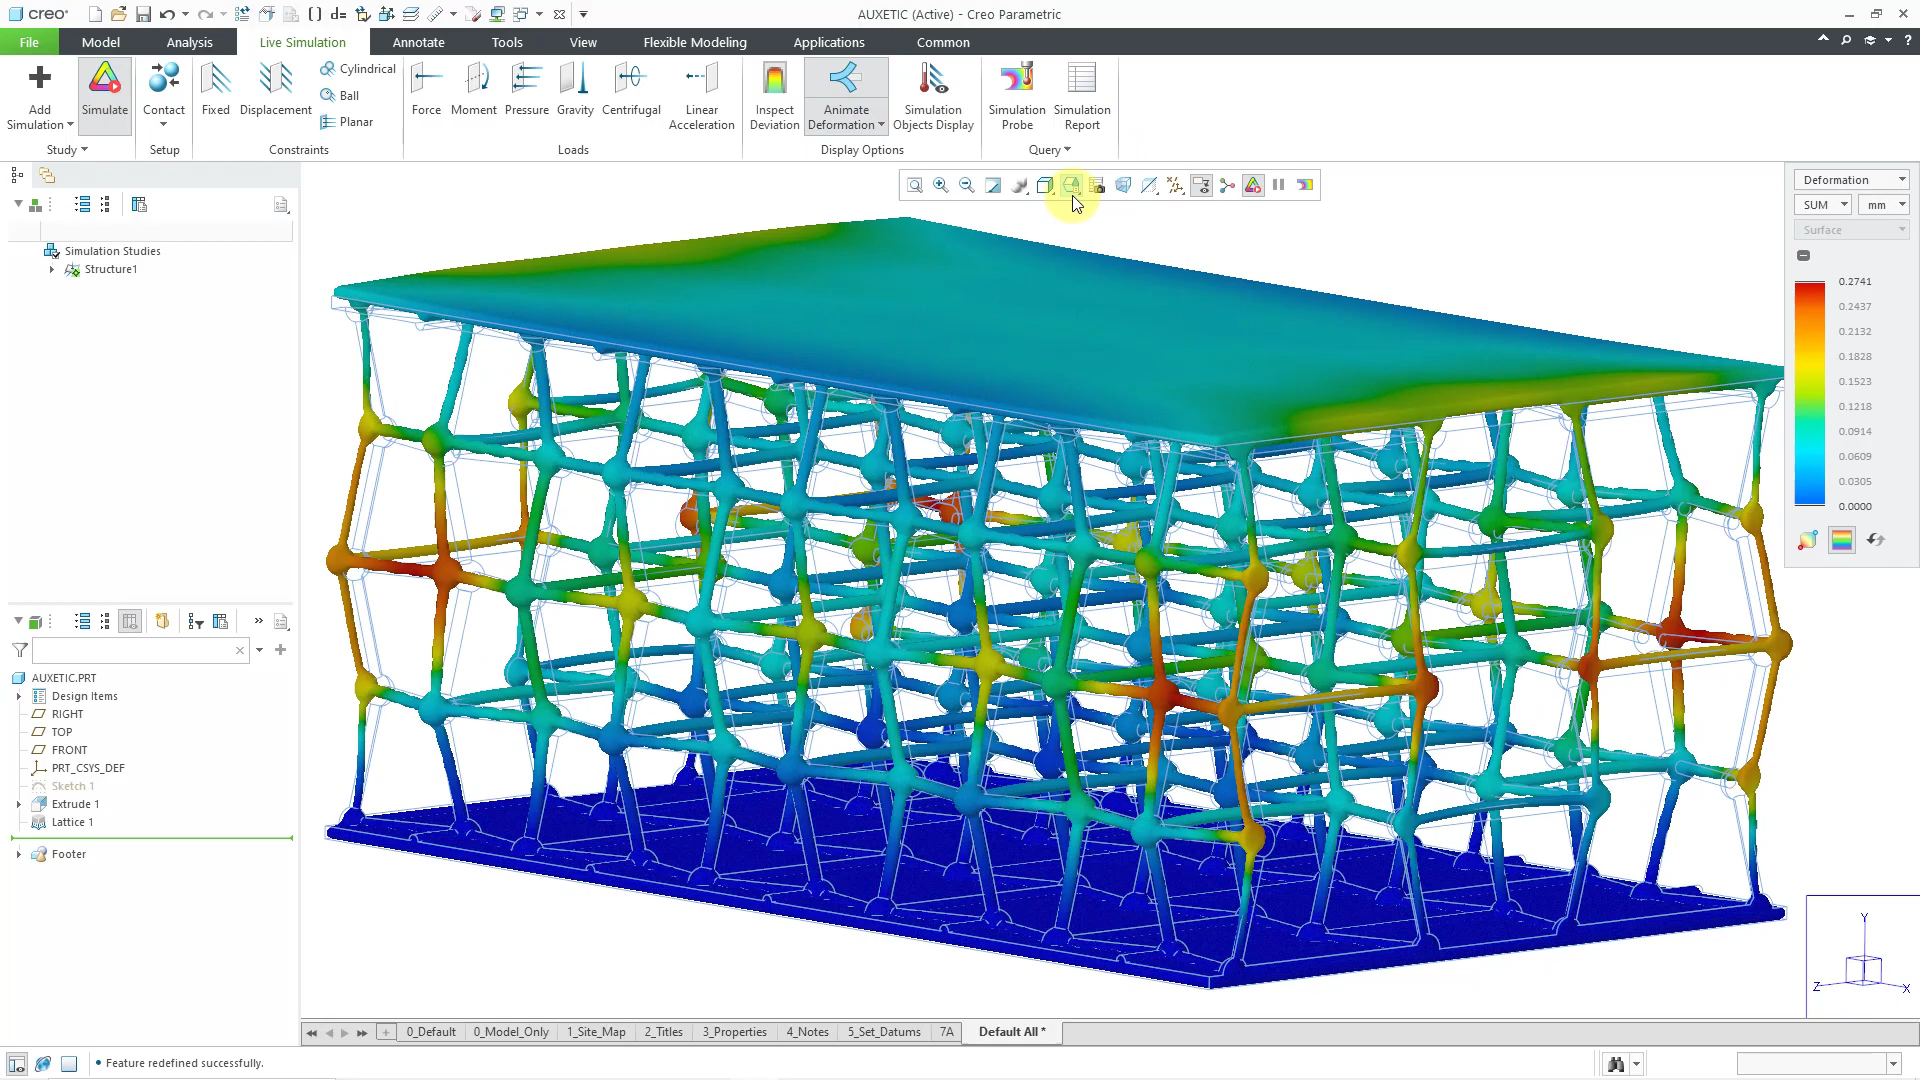 creo
d=
AUXETIC (Active) - Creo Parametric
File
Model
Analysis
Live Simulation
Annotate
Tools
View
Flexible Modeling
Applications
Common
?
Add
Simulation
Simulate
Contact
Fixed
Displacement
Cylindrical
Ball
Planar
Force
Moment
Pressure
Gravity
Centrifugal
Linear
Acceleration
Inspect
Deviation
Animate
Deformation
Simulation
Objects Display
Simulation
Probe
Simulation
Report
Study
Setup
Constraints
Loads
Display Options
Query
Simulation Studies
Structure1
AUXETIC.PRT
Design Items
RIGHT
TOP
FRONT
PRT_CSYS_DEF
Sketch 1
Extrude 1
Lattice 1
Footer
Deformation
SUM
mm
Surface
0.2741
0.2437
0.2132
0.1828
0.1523
0.1218
0.0914
0.0609
0.0305
0.0000
Y
Z
X
0_Default
0_Model_Only
1_Site_Map
2_Titles
3_Properties
4_Notes
5_Set_Datums
7A
Default All *
• Feature redefined successfully.